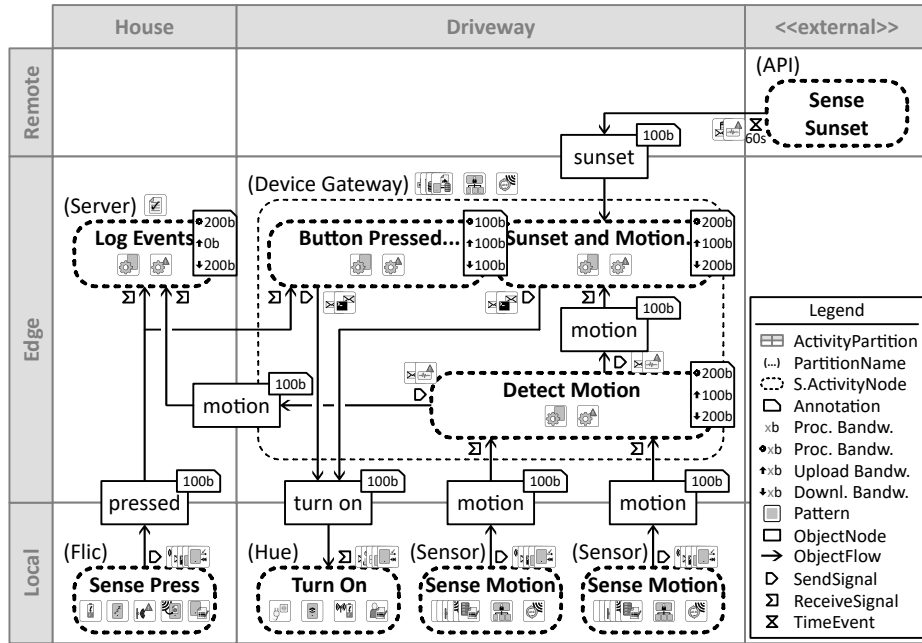 House
Driveway
<<external>>
Remote
(API)
Sense
Sunset
60s
100b
sunset
Edge
(Device Gateway)
(Server)
Log Events
200b
0b
200b
Button Pressed...
100b
100b
100b
Sunset and Motion.
200b
100b
200b
100b
motion
100b
motion
Detect Motion
200b
100b
200b
100b
pressed
100b
turn on
100b
motion
100b
motion
Local
(Flic)
Sense Press
(Hue)
Turn On
(Sensor)
Sense Motion
(Sensor)
Sense Motion
Legend
ActivityPartition
(...) PartitionName
S.ActivityNode
Annotation
xb Proc. Bandw.
xb Proc. Bandw.
xb Upload Bandw.
xb Downl. Bandw.
Pattern
ObjectNode
ObjectFlow
SendSignal
ReceiveSignal
TimeEvent